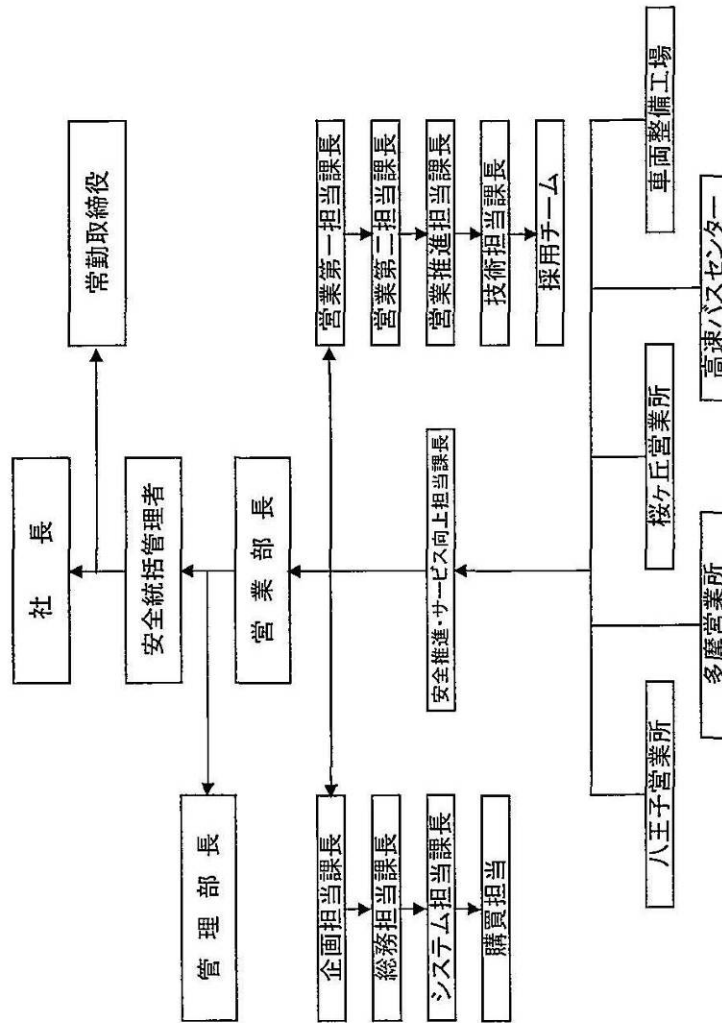 社長
常勤取締役
安全統括管理者
管理部長
営業部長
企画担当課長
総務担当課長
システム担当課長
購買担当
営業第一担当課長
営業第二担当課長
営業推進担当課長
技術担当課長
採用チーム
安全推進・サービス向上担当課長
八王子営業所
多摩営業所
桜ヶ丘営業所
高速バスセンター
車両整備工場